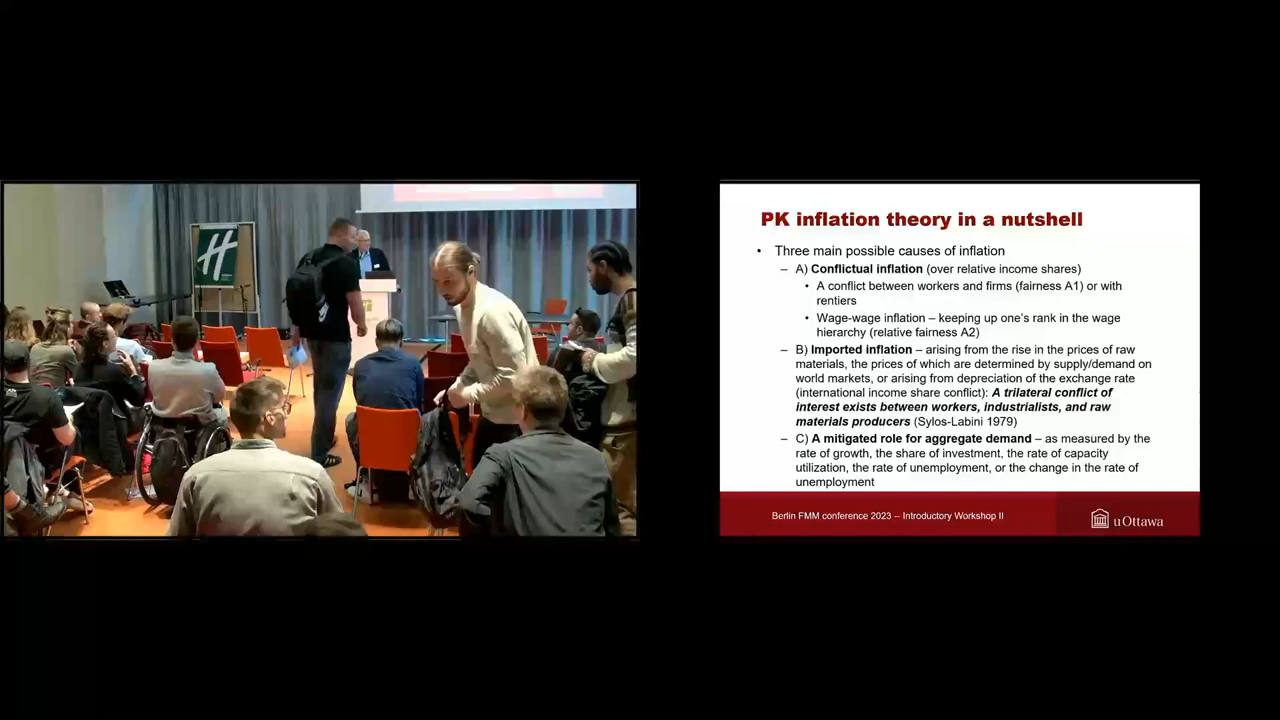 H
PK inflation theory in a nutshell
• Three main possible causes of inflation
– A) Conflictual inflation (over relative income shares)
• A conflict between workers and firms (fairness A1) or with
rentiers
• Wage-wage inflation – keeping up one's rank in the wage
hierarchy (relative fairness A2)
– B) Imported inflation – arising from the rise in the prices of raw
materials, the prices of which are determined by supply/demand on
world markets, or arising from depreciation of the exchange rate
(international income share conflict): A trilateral conflict of
interest exists between workers, industrialists, and raw
materials producers (Sylos-Labini 1979)
– C) A mitigated role for aggregate demand – as measured by the
rate of growth, the share of investment, the rate of capacity
utilization, the rate of unemployment, or the change in the rate of
unemployment
Berlin FMM conference 2023 -- Introductory Workshop II
uOttawa